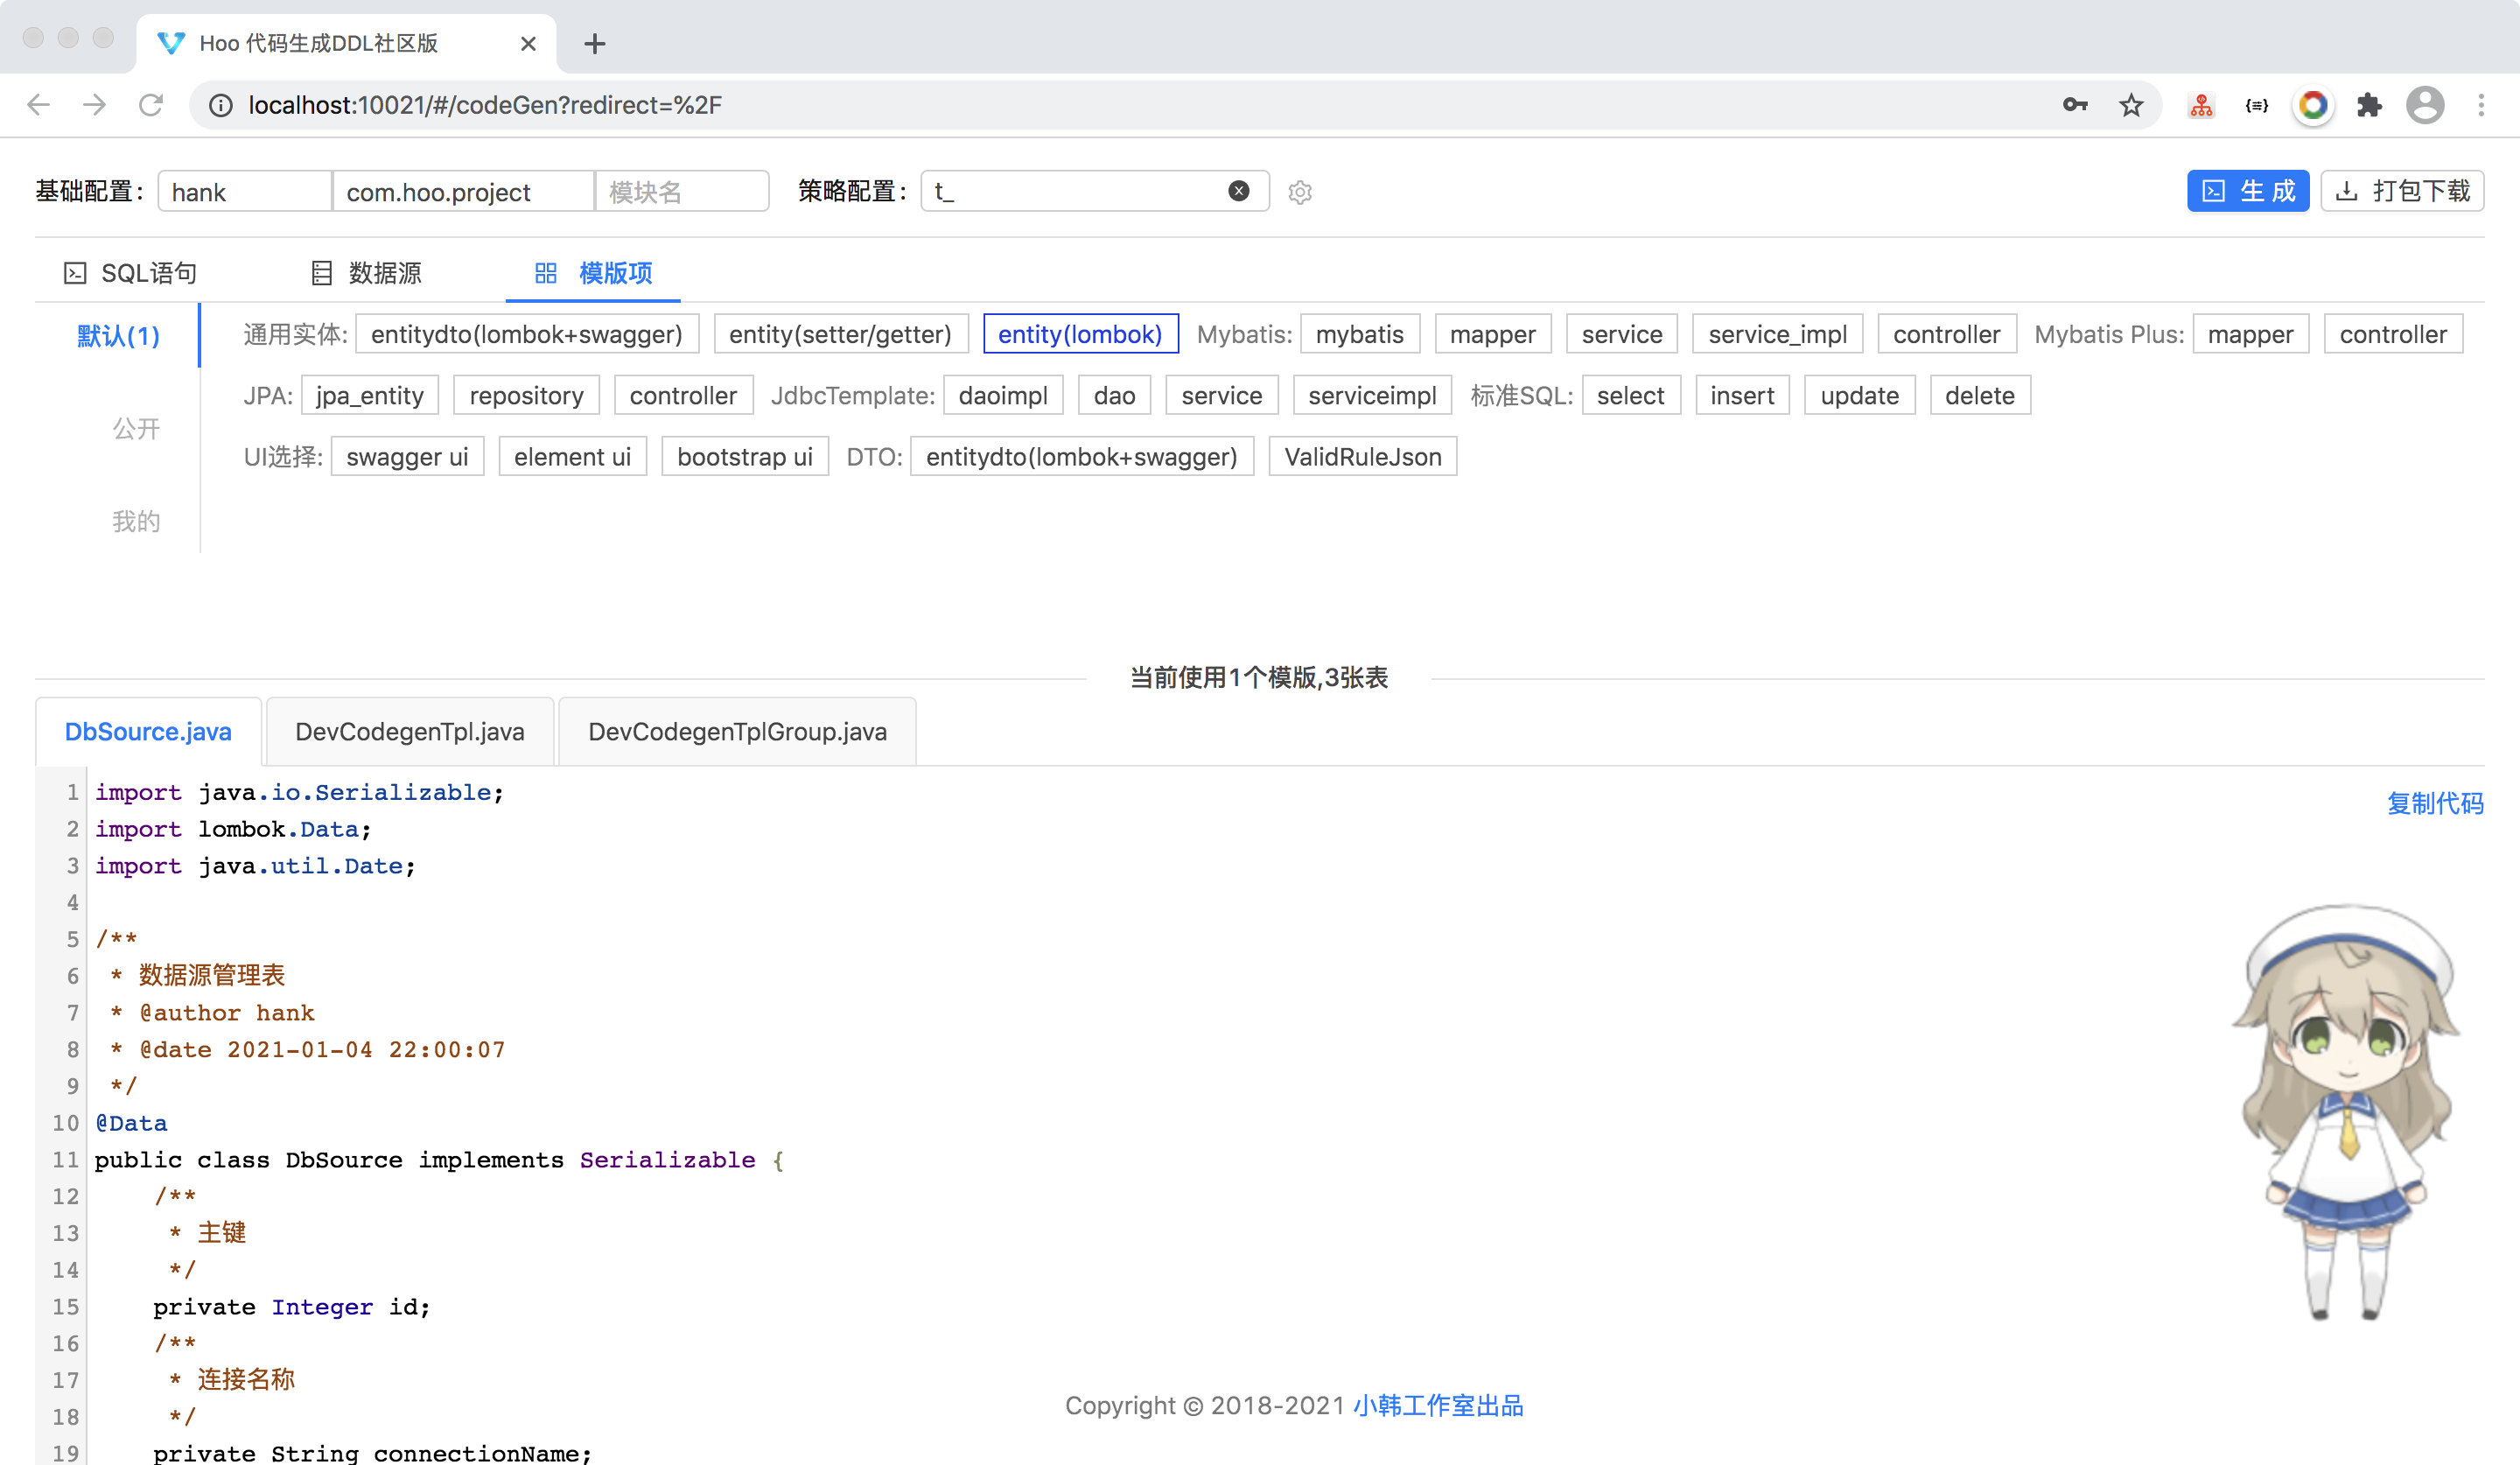 Hoo 代码生成DDL社区版
localhost:10021/#/codeGen?redirect=%2F
基础配置: hank com.hoo.project 模块名 策略配置: t_ 生 成 打包下载
SQL语句 数据源 模版项
默认(1)
公开
我的
通用实体: entitydto(lombok+swagger) entity(setter/getter) entity(lombok) Mybatis: mybatis mapper service service_impl controller Mybatis Plus: mapper controller
JPA: jpa_entity repository controller JdbcTemplate: daoimpl dao service serviceimpl 标准SQL: select insert update delete
UI选择: swagger ui element ui bootstrap ui DTO: entitydto(lombok+swagger) ValidRuleJson
当前使用1个模版,3张表
DbSource.java DevCodegenTpl.java DevCodegenTplGroup.java
复制代码
1 import java.io.Serializable;
2 import lombok.Data;
3 import java.util.Date;
4
5 /**
6 * 数据源管理表
7 * @author hank
8 * @date 2021-01-04 22:00:07
9 */
10 @Data
11 public class DbSource implements Serializable {
12 /**
13 * 主键
14 */
15 private Integer id;
16 /**
17 * 连接名称
18 */
19 private String connectionName;
Copyright © 2018-2021 小韩工作室出品